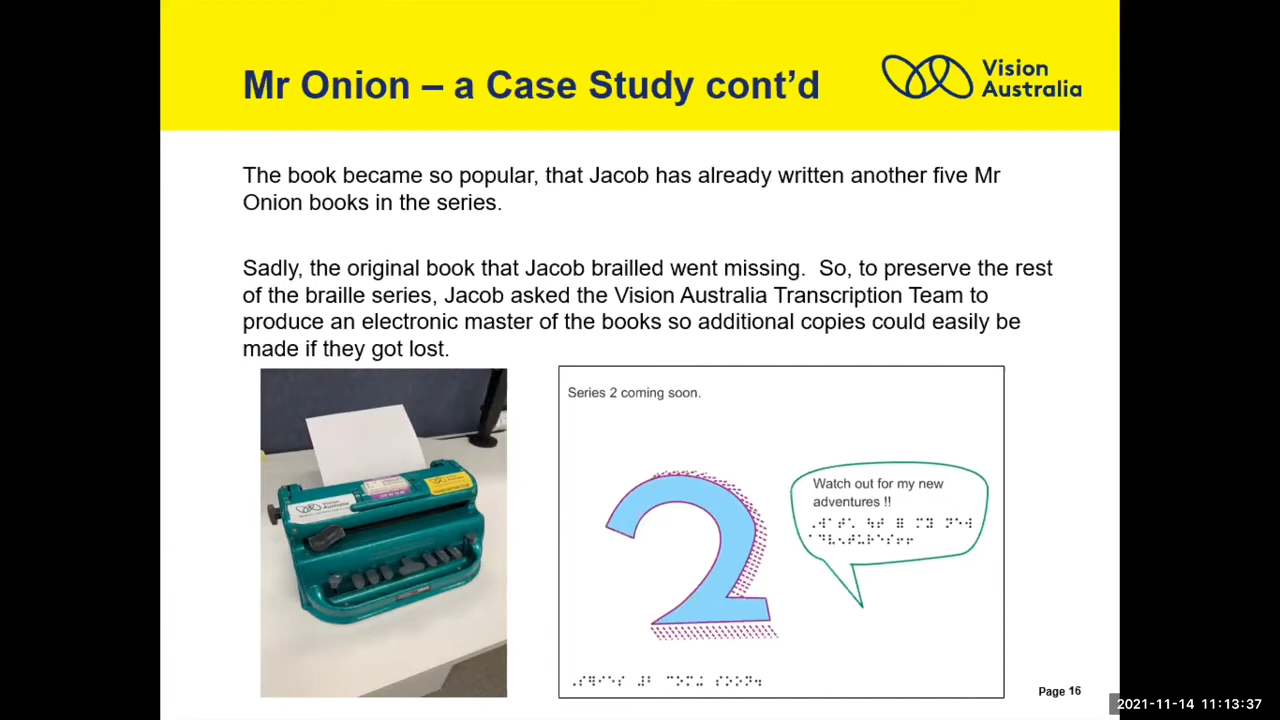 Mr Onion – a Case Study cont’d
Vision
Australia
The book became so popular, that Jacob has already written another five Mr
Onion books in the series.
Sadly, the original book that Jacob brailled went missing.  So, to preserve the rest
of the braille series, Jacob asked the Vision Australia Transcription Team to
produce an electronic master of the books so additional copies could easily be
made if they got lost.
Series 2 coming soon.
2
Watch out for my new
adventures !!
⠠⠺⠁⠞⠡ ⠳⠞ ⠿ ⠍⠽ ⠝⠑⠺
⠁⠙⠧⠢⠞⠥⠗⠑⠎⠖⠖
⠠⠎⠻⠊⠑⠎ ⠼⠃ ⠉⠕⠍⠬ ⠎⠕⠕⠝⠲
Page 16
2021-11-14 11:13:37